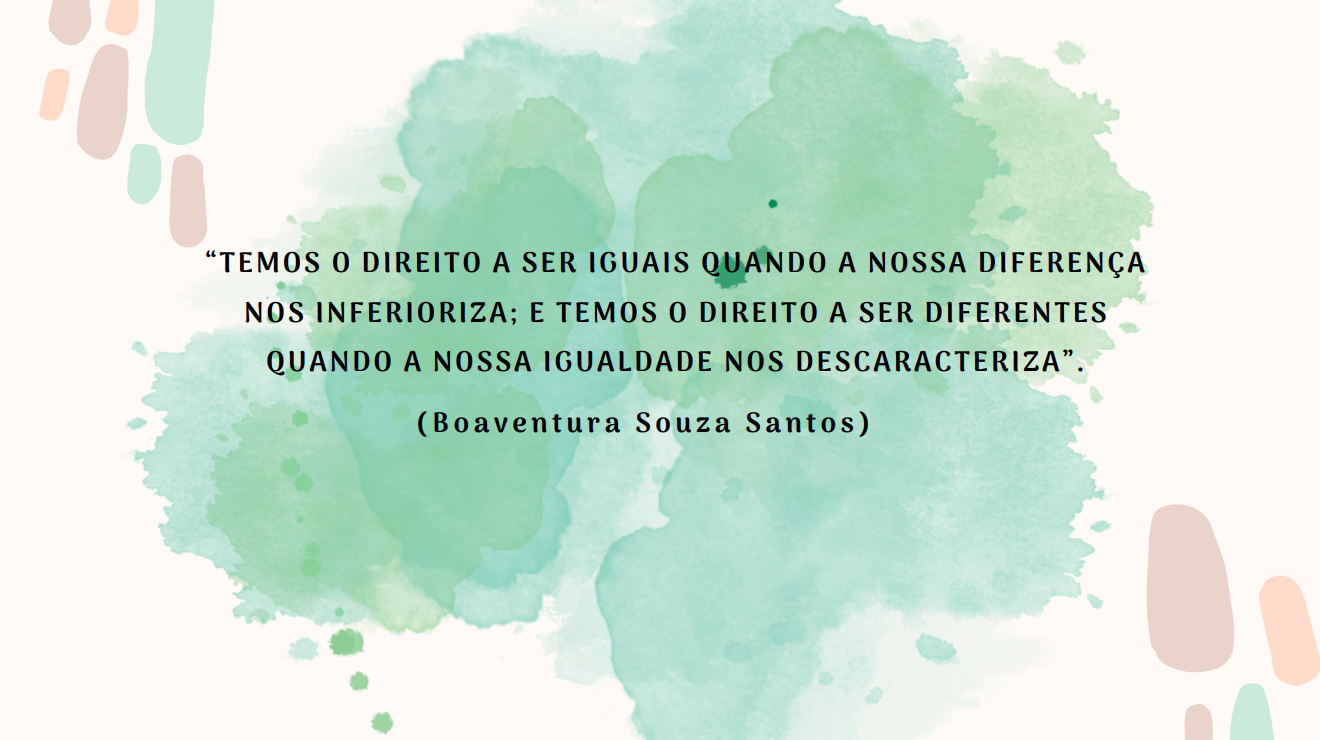 “TEMOS O DIREITO A SER IGUAIS QUANDO A NOSSA DIFERENÇA
NOS INFERIORIZA; E TEMOS O DIREITO A SER DIFERENTES
QUANDO A NOSSA IGUALDADE NOS DESCARACTERIZA”.
(Boaventura Souza Santos)